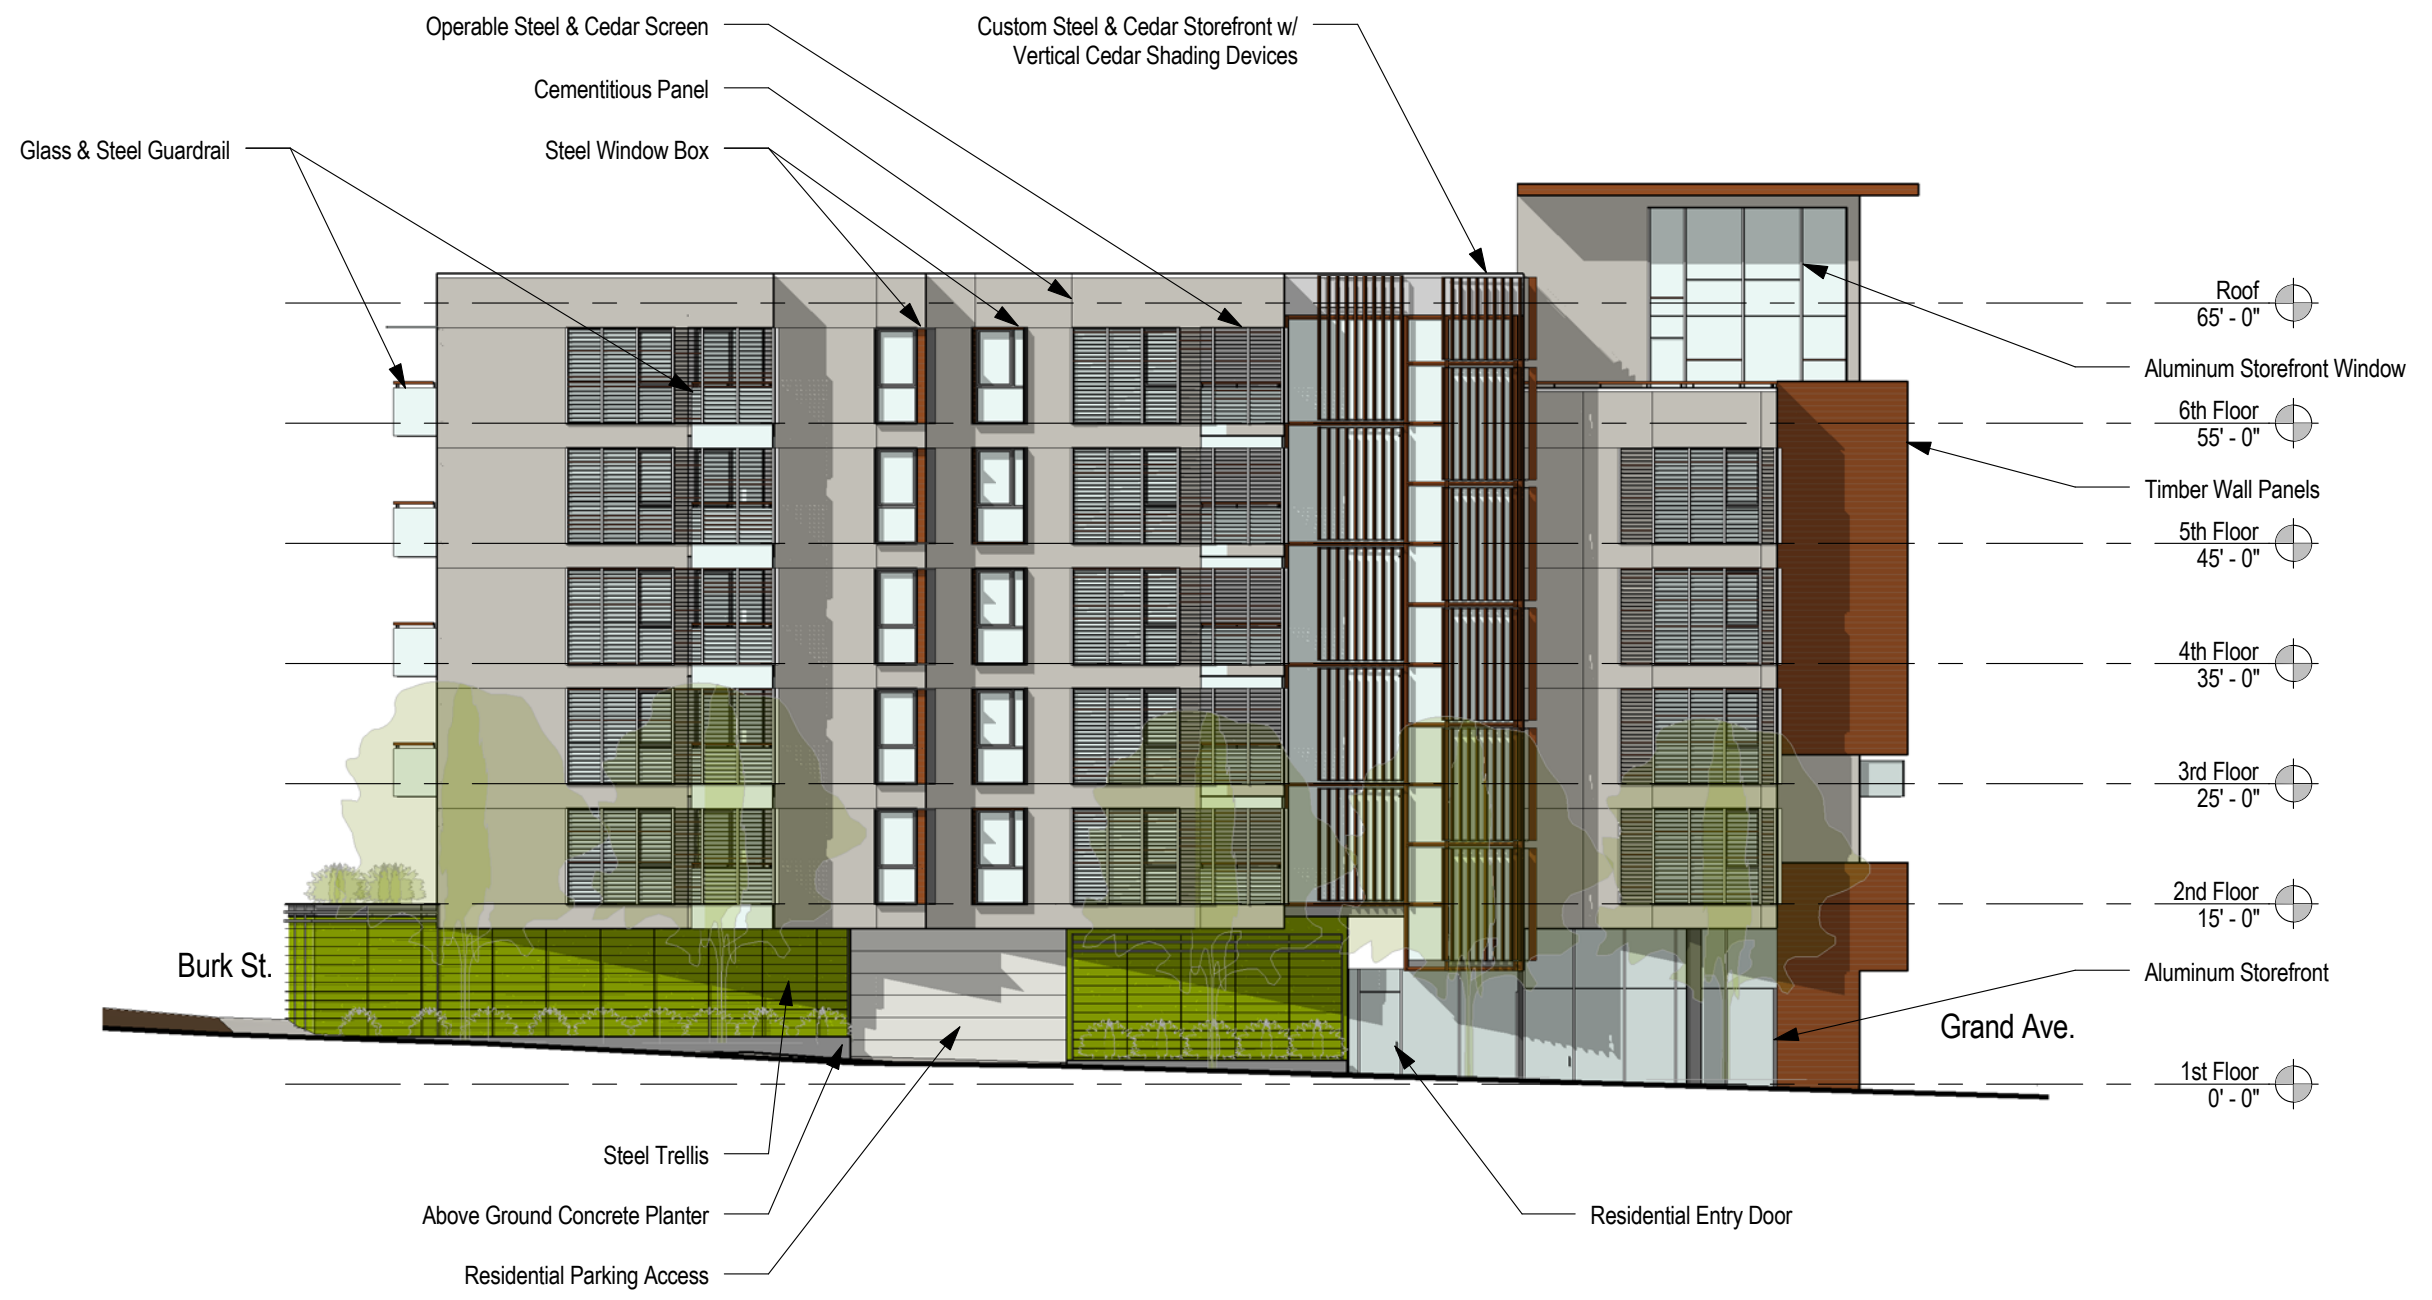 Operable Steel & Cedar Screen
Custom Steel & Cedar Storefront w/
Vertical Cedar Shading Devices
Cementitious Panel
Glass & Steel Guardrail
Steel Window Box
Roof
65' - 0"
Aluminum Storefront Window
6th Floor
55' - 0"
Timber Wall Panels
5th Floor
45' - 0"
4th Floor
35' - 0"
3rd Floor
25' - 0"
2nd Floor
15' - 0"
Burk St.
Aluminum Storefront
Grand Ave.
1st Floor
0' - 0"
Steel Trellis
Above Ground Concrete Planter
Residential Entry Door
Residential Parking Access